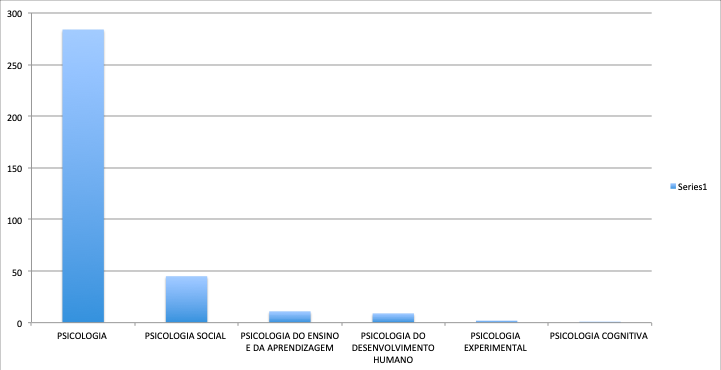 300
250
200
150
100
50
0
PSICOLOGIA
PSICOLOGIA SOCIAL
PSICOLOGIA DO ENSINO
E DA APRENDIZAGEM
PSICOLOGIA DO
DESENVOLVIMENTO
HUMANO
PSICOLOGIA
EXPERIMENTAL
PSICOLOGIA COGNITIVA
Series1